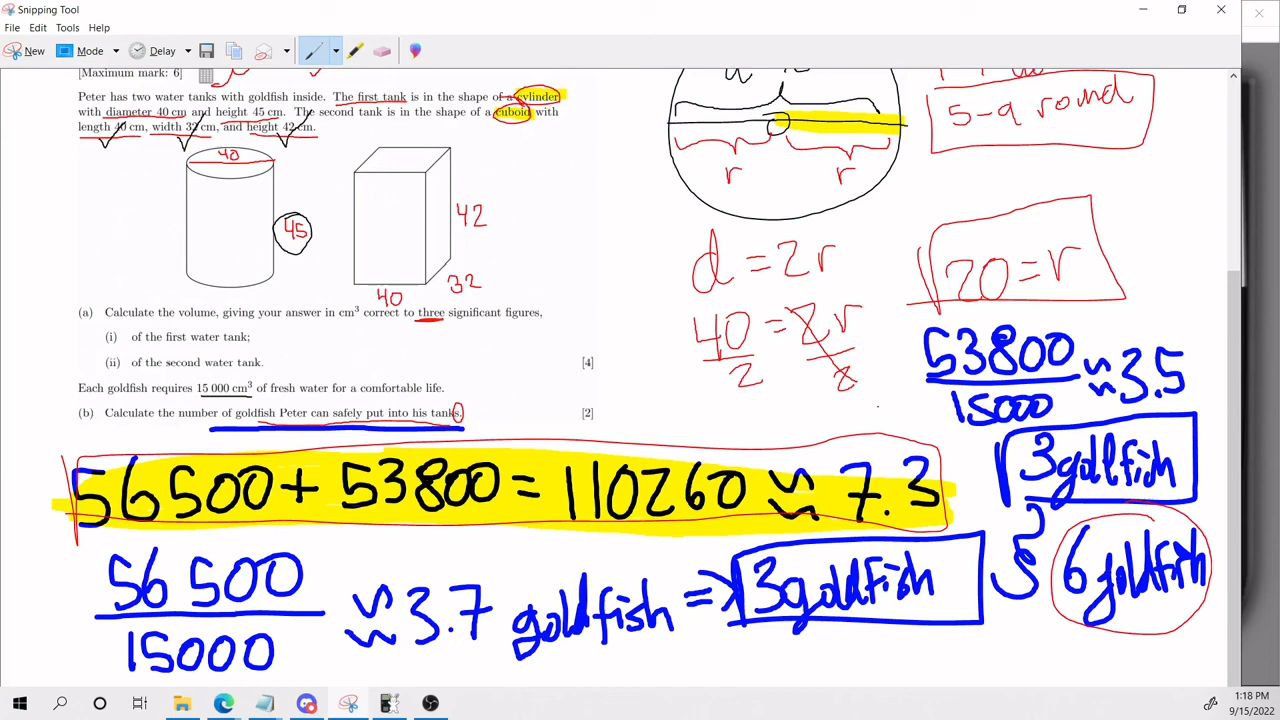 Snipping Tool
File Edit Tools Help
New Mode Delay
[Maximum mark: 6]
Peter has two water tanks with goldfish inside. The first tank is in the shape of a cylinder
with diameter 40 cm and height 45 cm. The second tank is in the shape of a cuboid with
length 40 cm, width 32 cm, and height 42 cm.
40
45
42
32
40
(a) Calculate the volume, giving your answer in cm³ correct to three significant figures,
(i) of the first water tank;
(ii) of the second water tank. [4]
Each goldfish requires 15 000 cm³ of fresh water for a comfortable life.
(b) Calculate the number of goldfish Peter can safely put into his tanks. [2]
5-9 round
r r
d = 2r
20 = r
40 = 2r
2 2
53800
15000
≈ 3.5
3 goldfish
56 500 + 53 800 = 110260 ≈ 7.3
6 goldfish
56 500
15000
≈ 3.7 goldfish = 3 goldfish
1:18 PM
9/15/2022